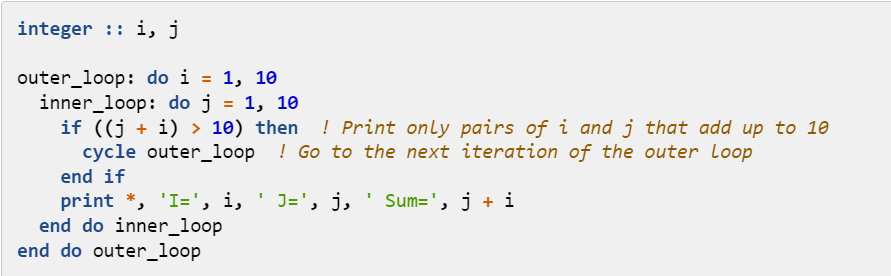 integer :: i, j

outer_loop: do i = 1, 10
  inner_loop: do j = 1, 10
    if ((j + i) > 10) then  ! Print only pairs of i and j that add up to 10
      cycle outer_loop  ! Go to the next iteration of the outer loop
    end if
    print *, 'I=', i, ' J=', j, ' Sum=', j + i
  end do inner_loop
end do outer_loop